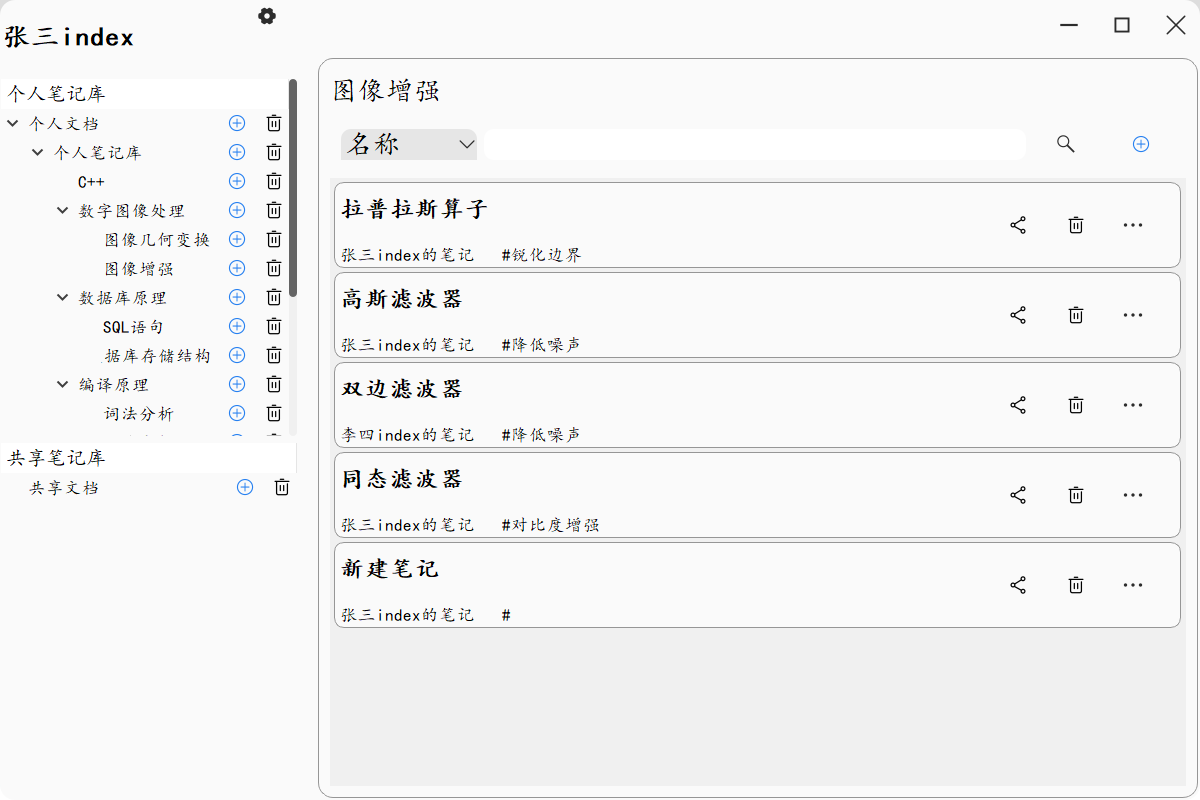 张三index
个人笔记库
个人文档
个人笔记库
C++
数字图像处理
图像几何变换
图像增强
数据库原理
SQL语句
据库存储结构
编译原理
词法分析
共享笔记库
共享文档
图像增强
名称
拉普拉斯算子
张三index的笔记 #锐化边界
高斯滤波器
张三index的笔记 #降低噪声
双边滤波器
李四index的笔记 #降低噪声
同态滤波器
张三index的笔记 #对比度增强
新建笔记
张三index的笔记 #